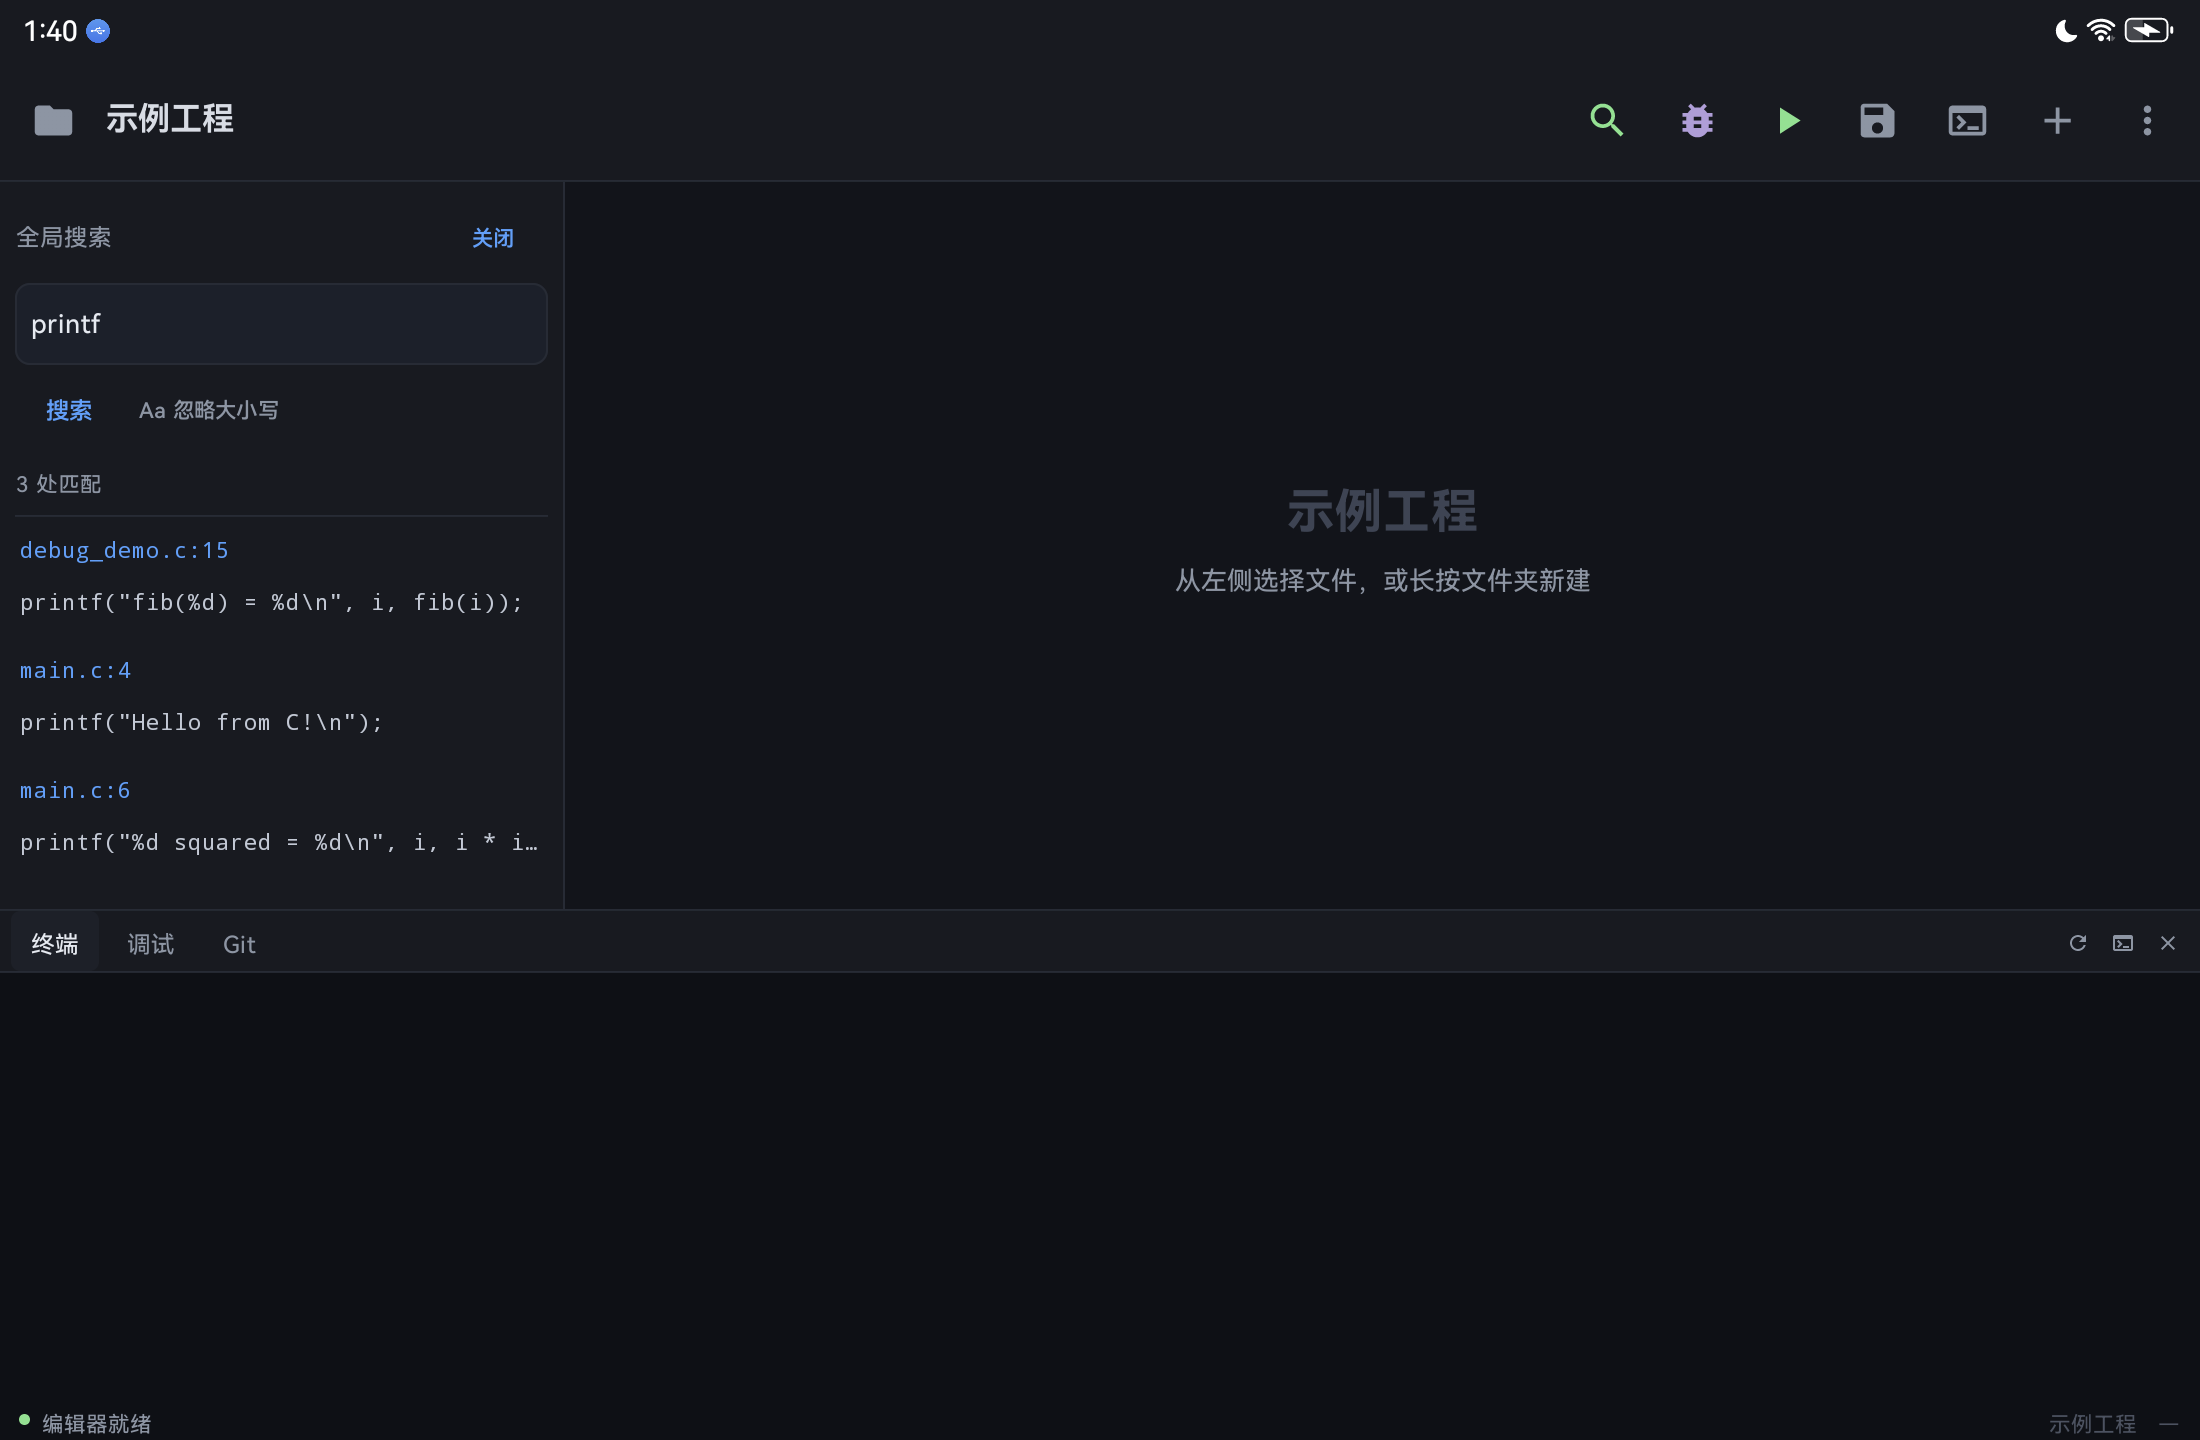 1:40
示例工程
全局搜索 关闭
printf
搜索 Aa 忽略大小写
3 处匹配
debug_demo.c:15
printf("fib(%d) = %d\n", i, fib(i));
main.c:4
printf("Hello from C!\n");
main.c:6
printf("%d squared = %d\n", i, i * i…
示例工程
从左侧选择文件，或长按文件夹新建
终端 调试 Git
编辑器就绪 示例工程 —